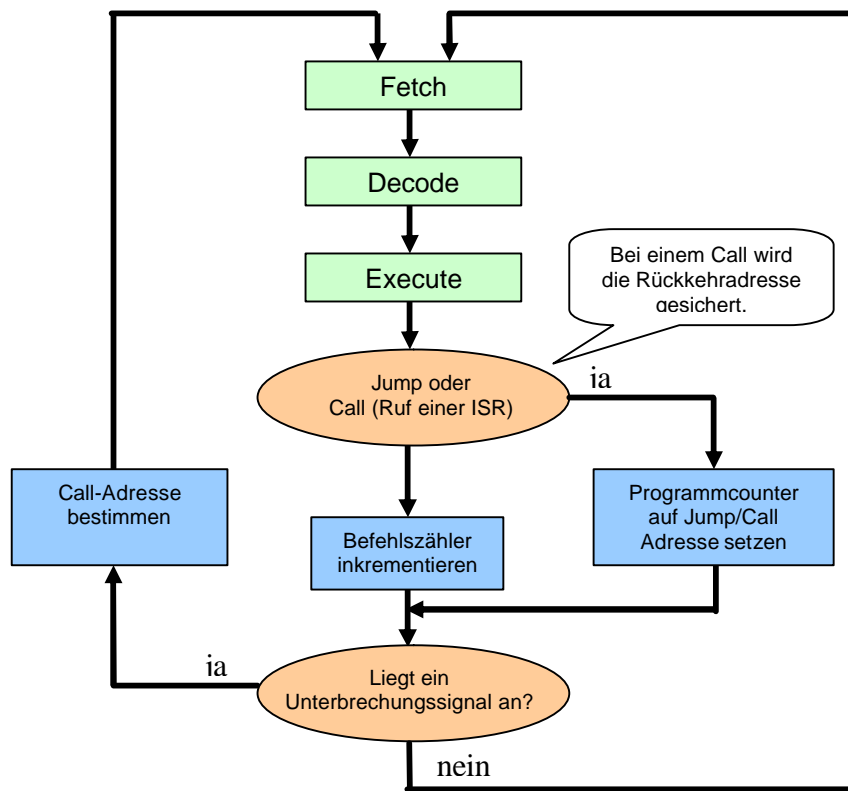 Fetch
Decode
Execute
Bei einem Call wird
die Rückkehradresse
gesichert.
Jump oder
Call (Ruf einer ISR)
ja
Call-Adresse
bestimmen
Programmcounter
auf Jump/Call
Adresse setzen
Befehlszähler
inkrementieren
ja
Liegt ein
Unterbrechungssignal an?
nein